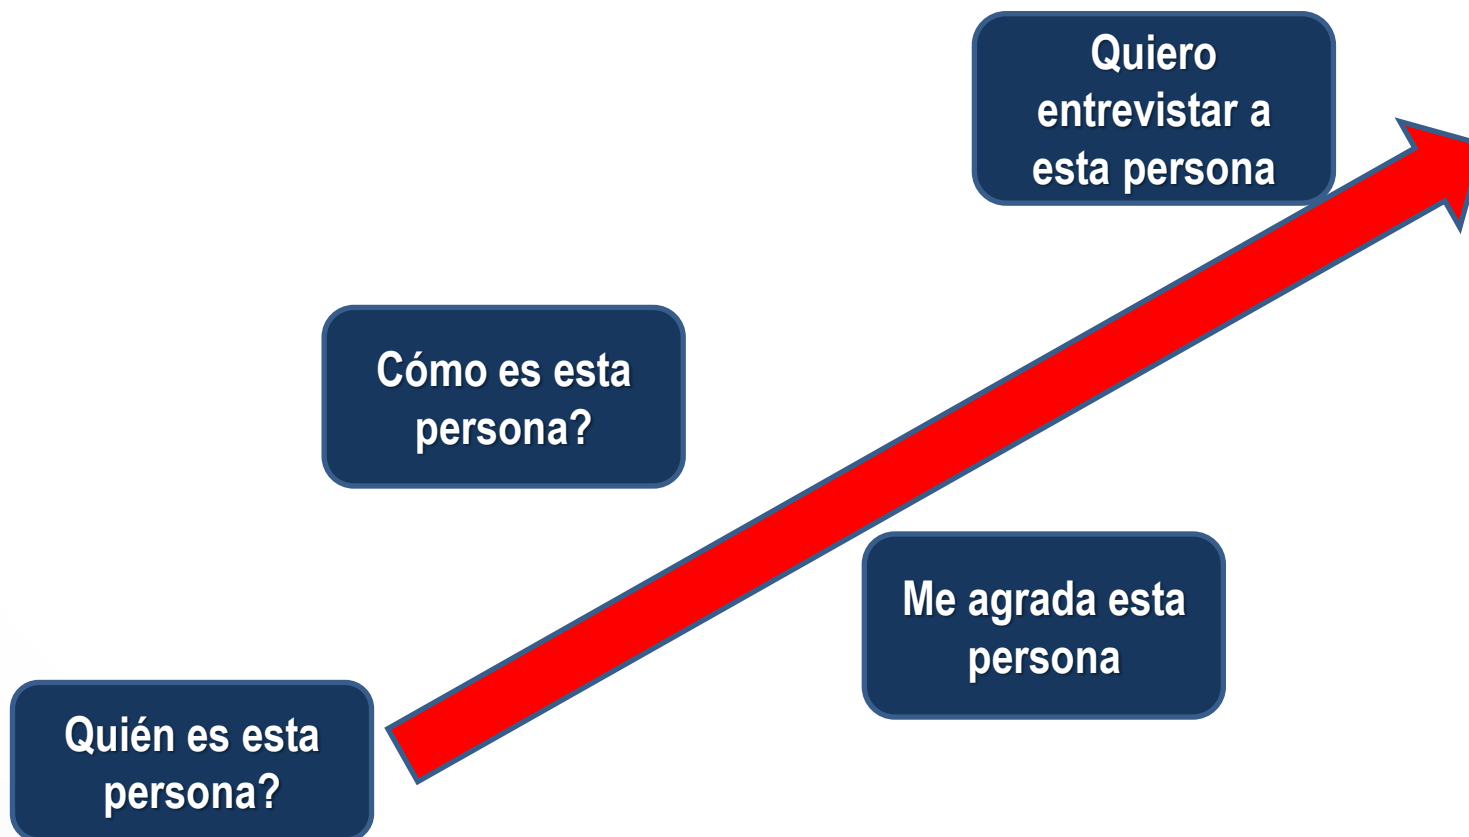 Quiero
entrevistar a
esta persona
Cómo es esta
persona?
Me agrada esta
persona
Quién es esta
persona?